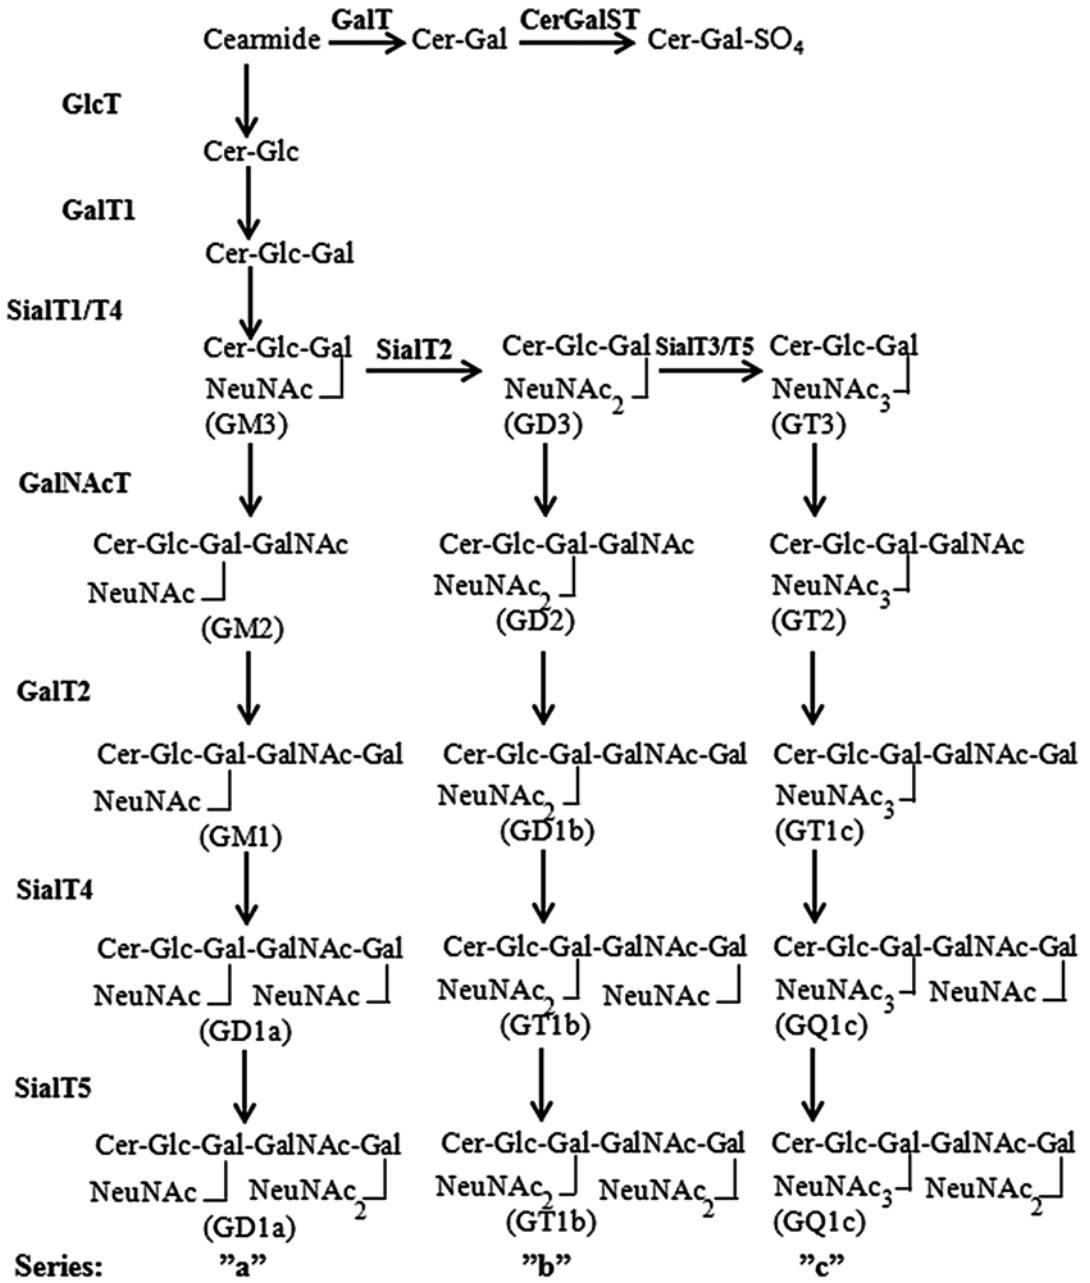 GalT CerGalST
Cearmide Cer-Gal Cer-Gal-SO4
GlcT
Cer-Glc
GalT1
Cer-Glc-Gal
SialT1/T4
Cer-Glc-Gal SialT2 Cer-Glc-Gal SialT3/T5 Cer-Glc-Gal
NeuNAc NeuNAc2 NeuNAc3
(GM3) (GD3) (GT3)
GalNAcT
Cer-Glc-Gal-GalNAc Cer-Glc-Gal-GalNAc Cer-Glc-Gal-GalNAc
NeuNAc NeuNAc2 NeuNAc3
(GM2) (GD2) (GT2)
GalT2
Cer-Glc-Gal-GalNAc-Gal Cer-Glc-Gal-GalNAc-Gal Cer-Glc-Gal-GalNAc-Gal
NeuNAc NeuNAc2 NeuNAc3
(GM1) (GD1b) (GT1c)
SialT4
Cer-Glc-Gal-GalNAc-Gal Cer-Glc-Gal-GalNAc-Gal Cer-Glc-Gal-GalNAc-Gal
NeuNAc NeuNAc NeuNAc2 NeuNAc NeuNAc3 NeuNAc
(GD1a) (GT1b) (GQ1c)
SialT5
Cer-Glc-Gal-GalNAc-Gal Cer-Glc-Gal-GalNAc-Gal Cer-Glc-Gal-GalNAc-Gal
NeuNAc NeuNAc2 NeuNAc2 NeuNAc2 NeuNAc3 NeuNAc2
(GD1a) (GT1b) (GQ1c)
Series: ”a” ”b” ”c”